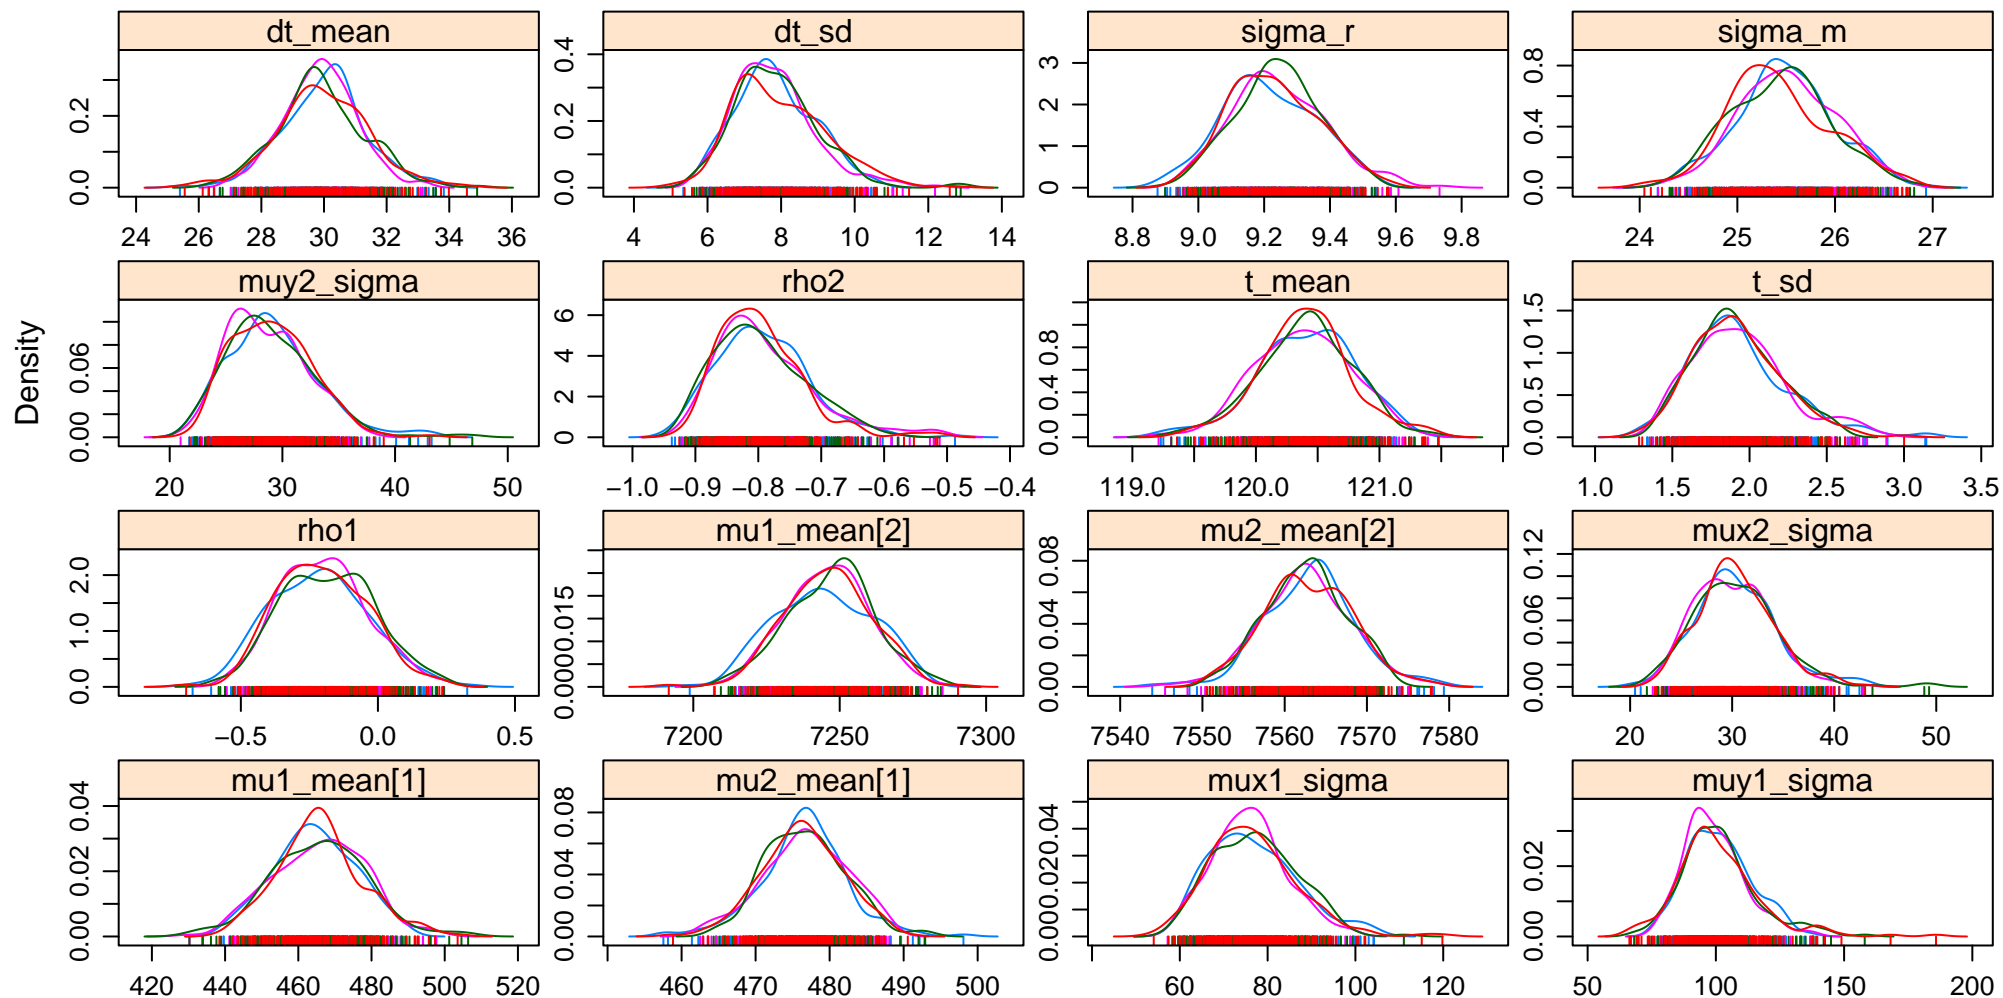 Density
dt_mean
0.0 0.2
24 26 28 30 32 34 36
dt_sd
0.0 0.2 0.4
4 6 8 10 12 14
sigma_r
0 1 2 3
8.8 9.0 9.2 9.4 9.6 9.8
sigma_m
0.0 0.4 0.8
24 25 26 27
muy2_sigma
0.00 0.06
20 30 40 50
rho2
0 2 4 6
−1.0 −0.9 −0.8 −0.7 −0.6 −0.5 −0.4
t_mean
0.0 0.4 0.8
119.0 120.0 121.0
t_sd
0.0 0.5 1.0 1.5
1.0 1.5 2.0 2.5 3.0 3.5
rho1
0.0 1.0 2.0
−0.5 0.0 0.5
mu1_mean[2]
0.000 0.015
7200 7250 7300
mu2_mean[2]
0.00 0.04 0.08
7540 7550 7560 7570 7580
mux2_sigma
0.00 0.06 0.12
20 30 40 50
mu1_mean[1]
0.00 0.02 0.04
420 440 460 480 500 520
mu2_mean[1]
0.00 0.04 0.08
460 470 480 490 500
mux1_sigma
0.00 0.02 0.04
60 80 100 120
muy1_sigma
0.00 0.02
50 100 150 200